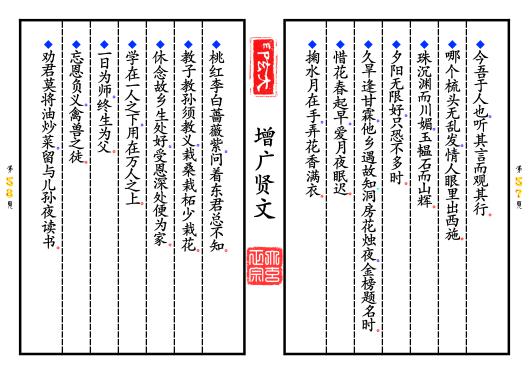 今吾于人也听其言而观其行。
哪个梳头无乱发情人眼里出西施。
珠沉渊而川媚玉韫石而山辉。
夕阳无限好只恐不多时。
久旱逢甘霖他乡遇故知洞房花烛夜金榜题名时。
惜花春起早爱月夜眠迟。
掬水月在手弄花香满衣。
第57页
增广贤文
桃红李白蔷薇紫问着东君总不知。
教子教孙须教义栽桑栽柘少栽花。
休念故乡生处好受恩深处便为家。
学在一人之下用在万人之上。
一日为师终生为父。
忘恩负义禽兽之徒。
劝君莫将油炒菜留与儿孙夜读书。
第58页